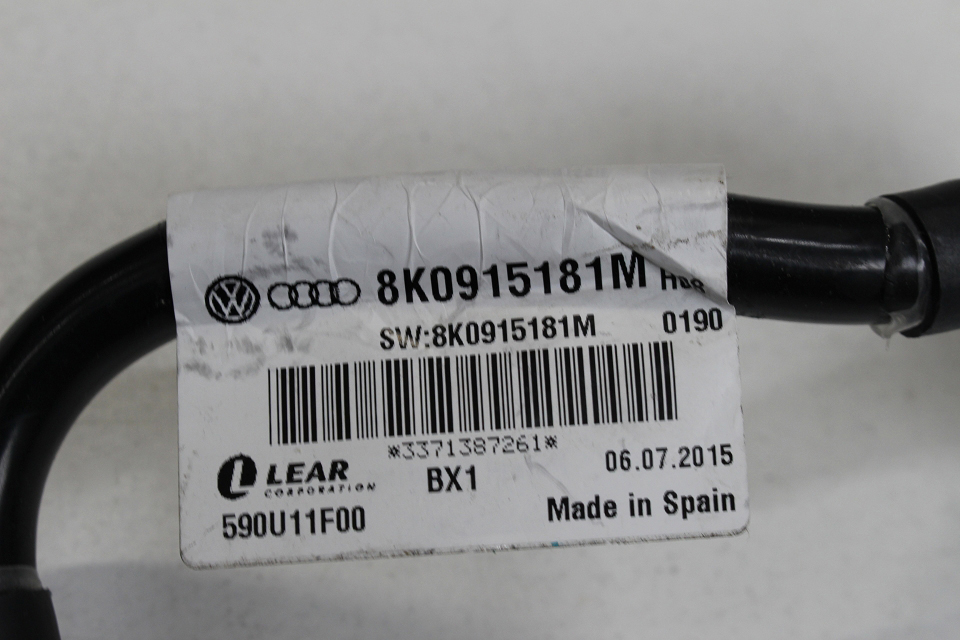 8K0915181M
SW:8K0915181M 0190
*3371387261*
LEAR BX1 06.07.2015
CORPORATION
590U11F00 Made in Spain